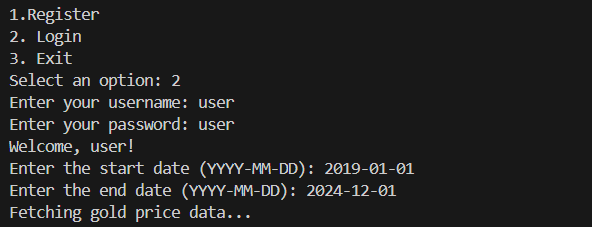 1.Register
2. Login
3. Exit
Select an option: 2
Enter your username: user
Enter your password: user
Welcome, user!
Enter the start date (YYYY-MM-DD): 2019-01-01
Enter the end date (YYYY-MM-DD): 2024-12-01
Fetching gold price data...